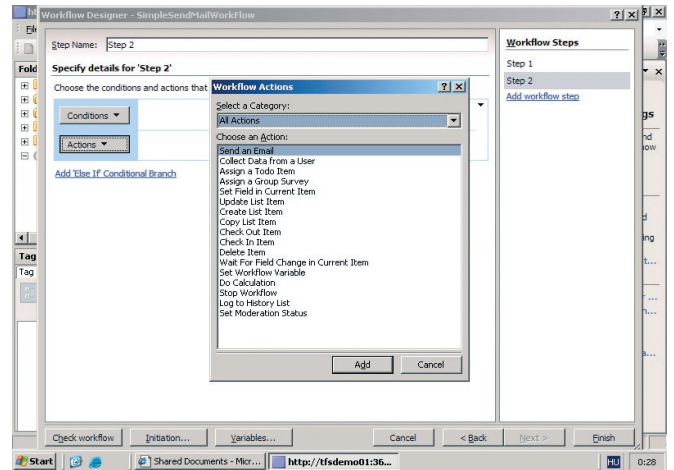 Workflow Designer - SimpleSendMailWorkFlow
Step Name: Step 2
Specify details for 'Step 2'
Choose the conditions and actions that
Conditions
Actions
Add 'Else If' Conditional Branch
Workflow Actions
Select a Category:
All Actions
Choose an Action:
Send an Email
Collect Data from a User
Assign a Todo Item
Assign a Group Survey
Set Field in Current Item
Update List Item
Create List Item
Copy List Item
Check Out Item
Check In Item
Delete Item
Wait For Field Change in Current Item
Set Workflow Variable
Do Calculation
Stop Workflow
Log to History List
Set Moderation Status
Add Cancel
Workflow Steps
Step 1
Step 2
Add workflow step
Fold
Tag
Tag
Check workflow Initiation... Variables... Cancel < Back Next > Finish
Start Shared Documents - Micr... http://tfsdemo01:36... HU 0:28